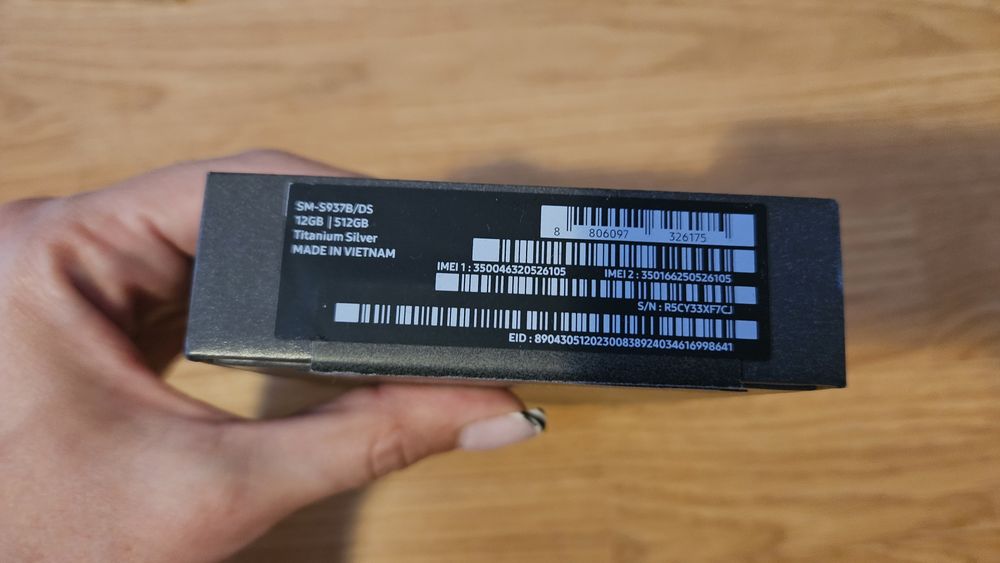 SM-S937B/DS
12GB | 512GB
Titanium Silver
MADE IN VIETNAM
8 806097 326175
IMEI 1 : 350046320526105 IMEI 2 : 350166250526105
S/N : R5CY33XF7CJ
EID : 89043051202300838924034616998641